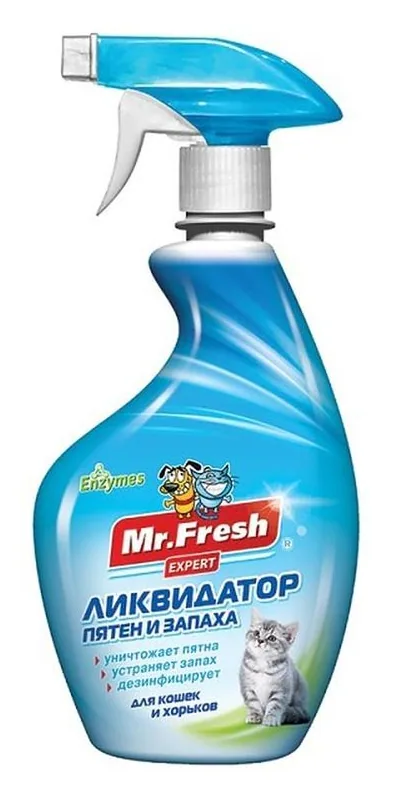 Enzymes
Mr.Fresh
®
EXPERT
ЛИКВИДАТОР
ПЯТЕН И ЗАПАХА
уничтожает пятна
устраняет запах
дезинфицирует
для кошек
и хорьков